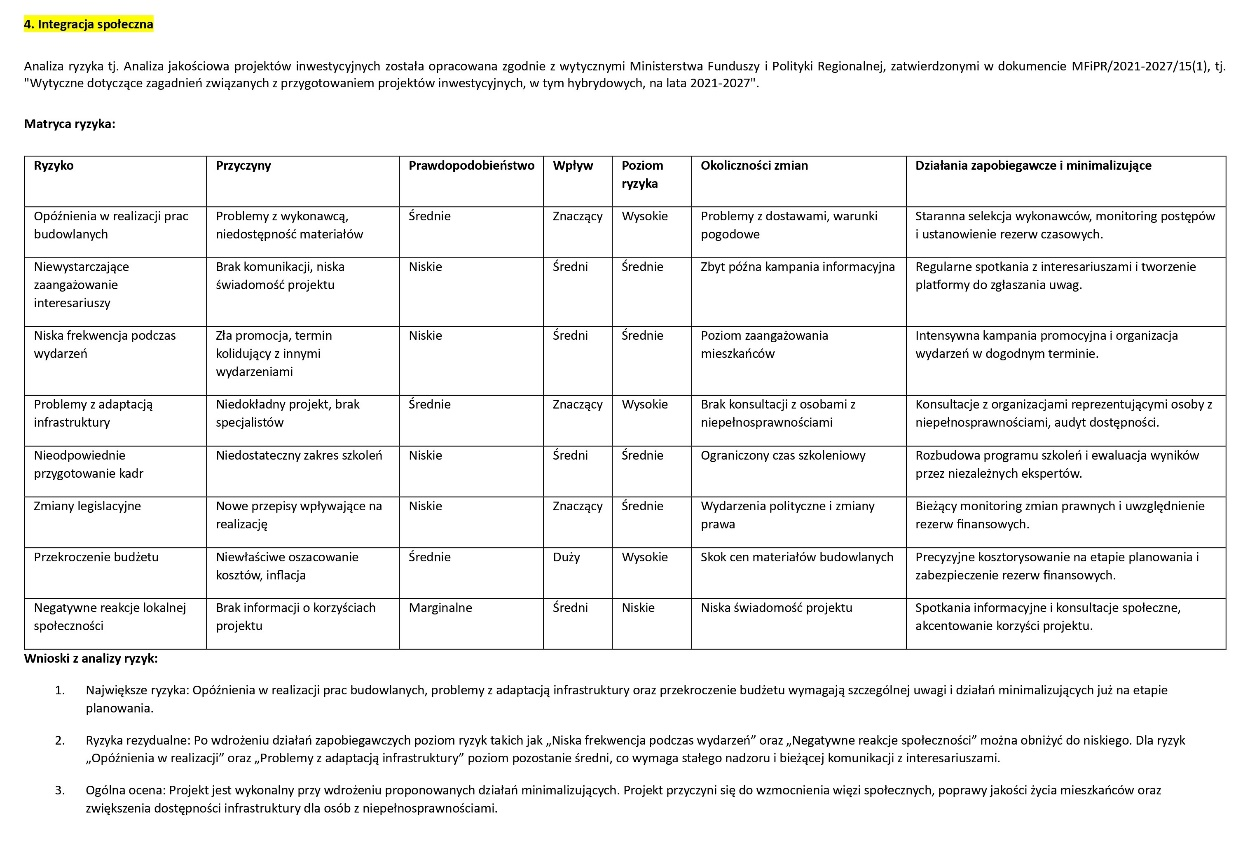 4. Integracja społeczna
Analiza ryzyka tj. Analiza jakościowa projektów inwestycyjnych została opracowana zgodnie z wytycznymi Ministerstwa Funduszy i Polityki Regionalnej, zatwierdzonymi w dokumencie MFiPR/2021-2027/15(1), tj.
"Wytyczne dotyczące zagadnień związanych z przygotowaniem projektów inwestycyjnych, w tym hybrydowych, na lata 2021-2027".
Matryca ryzyka:
Ryzyko Przyczyny Prawdopodobieństwo Wpływ Poziom Okoliczności zmian Działania zapobiegawcze i minimalizujące
ryzyka
Opóźnienia w realizacji prac Problemy z wykonawcą, Średnie Znaczący Wysokie Problemy z dostawami, warunki Staranna selekcja wykonawców, monitoring postępów
budowlanych niedostępność materiałów pogodowe i ustanowienie rezerw czasowych.
Niewystarczające Brak komunikacji, niska Niskie Średni Średnie Zbyt późna kampania informacyjna Regularne spotkania z interesariuszami i tworzenie
zaangażowanie świadomość projektu platformy do zgłaszania uwag.
interesariuszy
Niska frekwencja podczas Zła promocja, termin Niskie Średni Średnie Poziom zaangażowania Intensywna kampania promocyjna i organizacja
wydarzeń kolidujący z innymi mieszkańców wydarzeń w dogodnym terminie.
wydarzeniami
Problemy z adaptacją Niedokładny projekt, brak Średnie Znaczący Wysokie Brak konsultacji z osobami z Konsultacje z organizacjami reprezentującymi osoby z
infrastruktury specjalistów niepełnosprawnościami niepełnosprawnościami, audyt dostępności.
Nieodpowiednie Niedostateczny zakres szkoleń Niskie Średni Średnie Ograniczony czas szkoleniowy Rozbudowa programu szkoleń i ewaluacja wyników
przygotowanie kadr przez niezależnych ekspertów.
Zmiany legislacyjne Nowe przepisy wpływające na Niskie Znaczący Średnie Wydarzenia polityczne i zmiany Bieżący monitoring zmian prawnych i uwzględnienie
realizację prawa rezerw finansowych.
Przekroczenie budżetu Niewłaściwe oszacowanie Średnie Duży Wysokie Skok cen materiałów budowlanych Precyzyjne kosztorysowanie na etapie planowania i
kosztów, inflacja zabezpieczenie rezerw finansowych.
Negatywne reakcje lokalnej Brak informacji o korzyściach Marginalne Średni Niskie Niska świadomość projektu Spotkania informacyjne i konsultacje społeczne,
społeczności projektu akcentowanie korzyści projektu.
Wnioski z analizy ryzyk:
1. Największe ryzyka: Opóźnienia w realizacji prac budowlanych, problemy z adaptacją infrastruktury oraz przekroczenie budżetu wymagają szczególnej uwagi i działań minimalizujących już na etapie
planowania.
2. Ryzyka rezydualne: Po wdrożeniu działań zapobiegawczych poziom ryzyk takich jak „Niska frekwencja podczas wydarzeń” oraz „Negatywne reakcje społeczności” można obniżyć do niskiego. Dla ryzyk
„Opóźnienia w realizacji” oraz „Problemy z adaptacją infrastruktury” poziom pozostanie średni, co wymaga stałego nadzoru i bieżącej komunikacji z interesariuszami.
3. Ogólna ocena: Projekt jest wykonalny przy wdrożeniu proponowanych działań minimalizujących. Projekt przyczyni się do wzmocnienia więzi społecznych, poprawy jakości życia mieszkańców oraz
zwiększenia dostępności infrastruktury dla osób z niepełnosprawnościami.